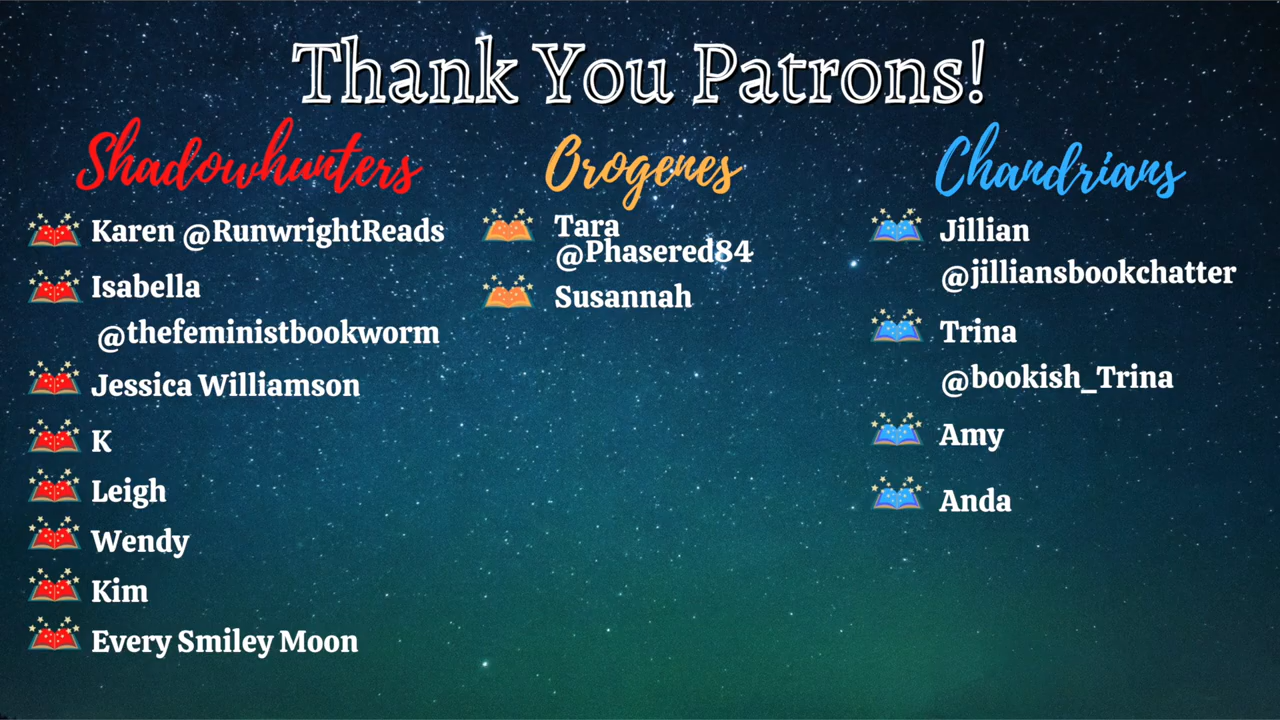 Thank You Patrons!
Shadowhunters
Karen @RunwrightReads
Isabella
@thefeministbookworm
Jessica Williamson
K
Leigh
Wendy
Kim
Every Smiley Moon
Orogenes
Tara
@Phasered84
Susannah
Chandrians
Jillian
@jilliansbookchatter
Trina
@bookish_Trina
Amy
Anda